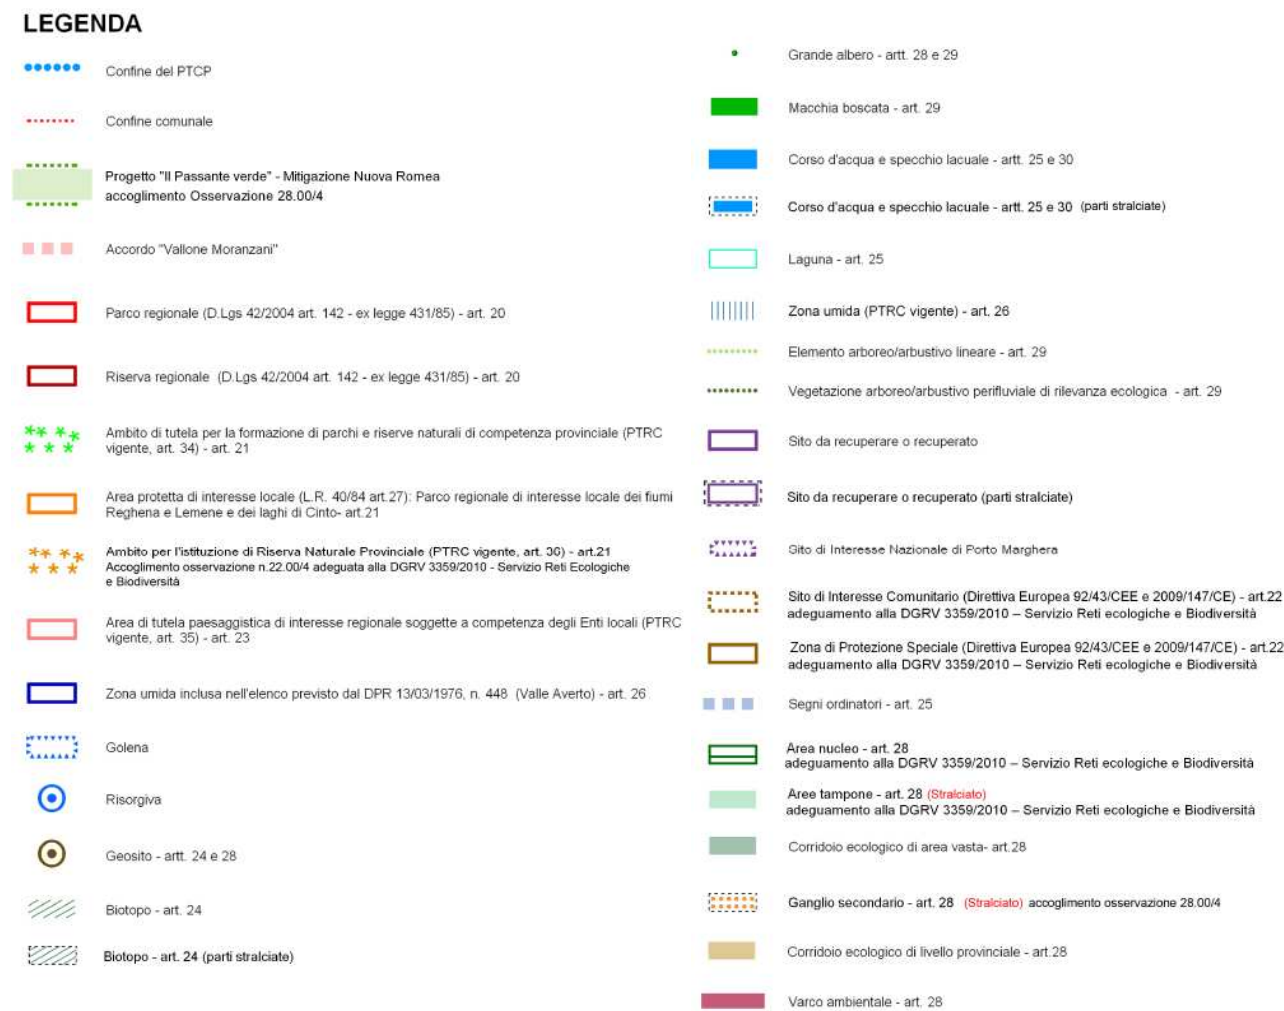 LEGENDA
Confine del PTCP
Confine comunale
Progetto "Il Passante verde" - Mitigazione Nuova Romea
accoglimento Osservazione 28.00/4
Accordo "Vallone Moranzani"
Parco regionale (D.Lgs 42/2004 art. 142 - ex legge 431/85) - art. 20
Riserva regionale (D.Lgs 42/2004 art. 142 - ex legge 431/85) - art. 20
Ambito di tutela per la formazione di parchi e riserve naturali di competenza provinciale (PTRC
vigente, art. 34) - art. 21
Area protetta di interesse locale (L.R. 40/84 art.27): Parco regionale di interesse locale dei fiumi
Reghena e Lemene e dei laghi di Cinto- art.21
Ambito per l'istituzione di Riserva Naturale Provinciale (PTRC vigente, art. 36) - art.21
Accoglimento osservazione n.22.00/4 adeguata alla DGRV 3359/2010 - Servizio Reti Ecologiche
e Biodiversità
Area di tutela paesaggistica di interesse regionale soggette a competenza degli Enti locali (PTRC
vigente, art. 35) - art. 23
Zona umida inclusa nell'elenco previsto dal DPR 13/03/1976, n. 448 (Valle Averto) - art. 26
Golena
Risorgiva
Geosito - artt. 24 e 28
Biotopo - art. 24
Biotopo - art. 24 (parti stralciate)
Grande albero - artt. 28 e 29
Macchia boscata - art. 29
Corso d'acqua e specchio lacuale - artt. 25 e 30
Corso d'acqua e specchio lacuale - artt. 25 e 30 (parti stralciate)
Laguna - art. 25
Zona umida (PTRC vigente) - art. 26
Elemento arboreo/arbustivo lineare - art. 29
Vegetazione arboreo/arbustivo perifluviale di rilevanza ecologica - art. 29
Sito da recuperare o recuperato
Sito da recuperare o recuperato (parti stralciate)
Sito di Interesse Nazionale di Porto Marghera
Sito di Interesse Comunitario (Direttiva Europea 92/43/CEE e 2009/147/CE) - art.22
adeguamento alla DGRV 3359/2010 – Servizio Reti ecologiche e Biodiversità
Zona di Protezione Speciale (Direttiva Europea 92/43/CEE e 2009/147/CE) - art.22
adeguamento alla DGRV 3359/2010 – Servizio Reti ecologiche e Biodiversità
Segni ordinatori - art. 25
Area nucleo - art. 28
adeguamento alla DGRV 3359/2010 – Servizio Reti ecologiche e Biodiversità
Aree tampone - art. 28 (Stralciato)
adeguamento alla DGRV 3359/2010 – Servizio Reti ecologiche e Biodiversità
Corridoio ecologico di area vasta- art.28
Ganglio secondario - art. 28 (Stralciato) accoglimento osservazione 28.00/4
Corridoio ecologico di livello provinciale - art.28
Varco ambientale - art. 28